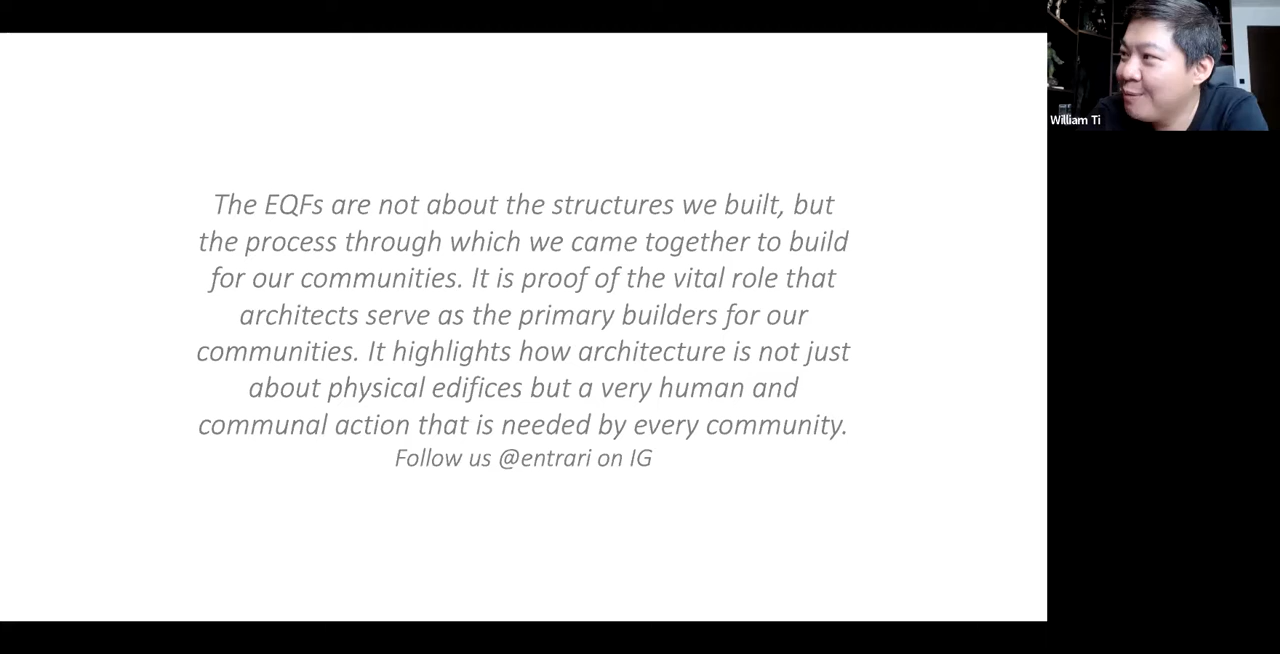 The EQFs are not about the structures we built, but
the process through which we came together to build
for our communities. It is proof of the vital role that
architects serve as the primary builders for our
communities. It highlights how architecture is not just
about physical edifices but a very human and
communal action that is needed by every community.
Follow us @entrari on IG
William Ti